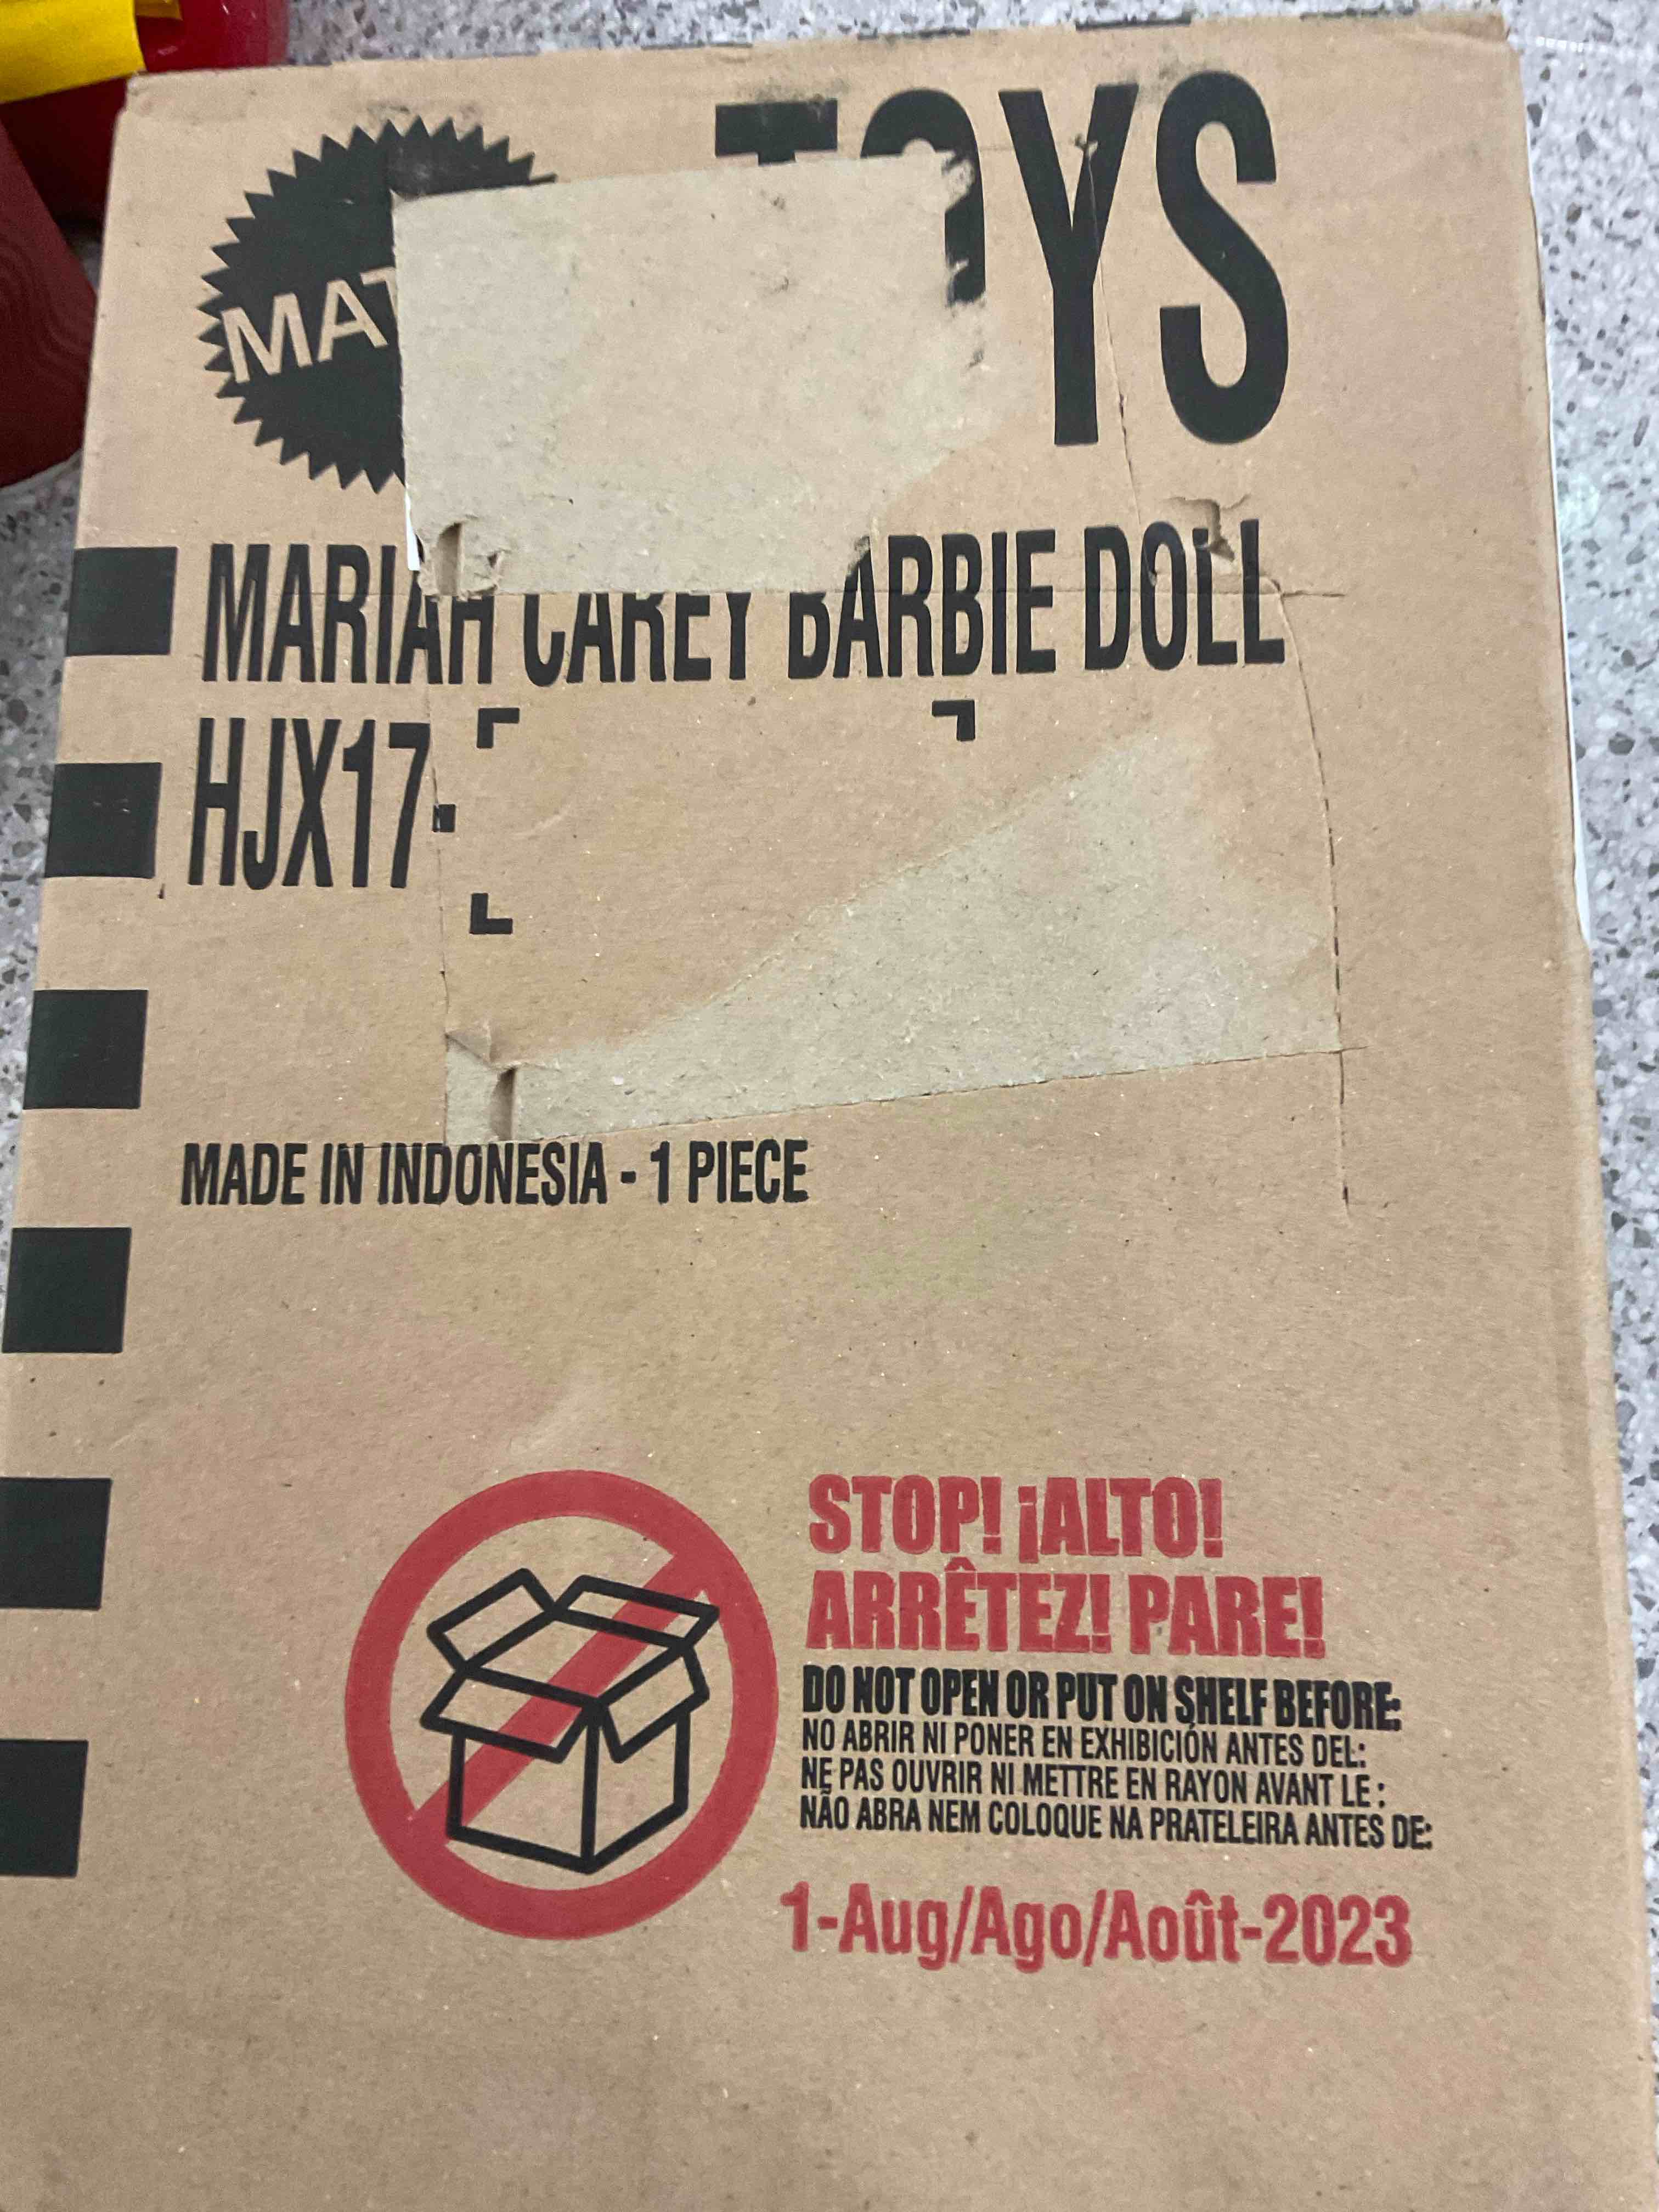 MAT TOYS
MARIAH CAREY BARBIE DOLL
HJX17-
MADE IN INDONESIA - 1 PIECE
STOP! ¡ALTO!
ARRÊTEZ! PARE!
DO NOT OPEN OR PUT ON SHELF BEFORE:
NO ABRIR NI PONER EN EXHIBICIÓN ANTES DEL:
NE PAS OUVRIR NI METTRE EN RAYON AVANT LE :
NÃO ABRA NEM COLOQUE NA PRATELEIRA ANTES DE:
1-Aug/Ago/Août-2023